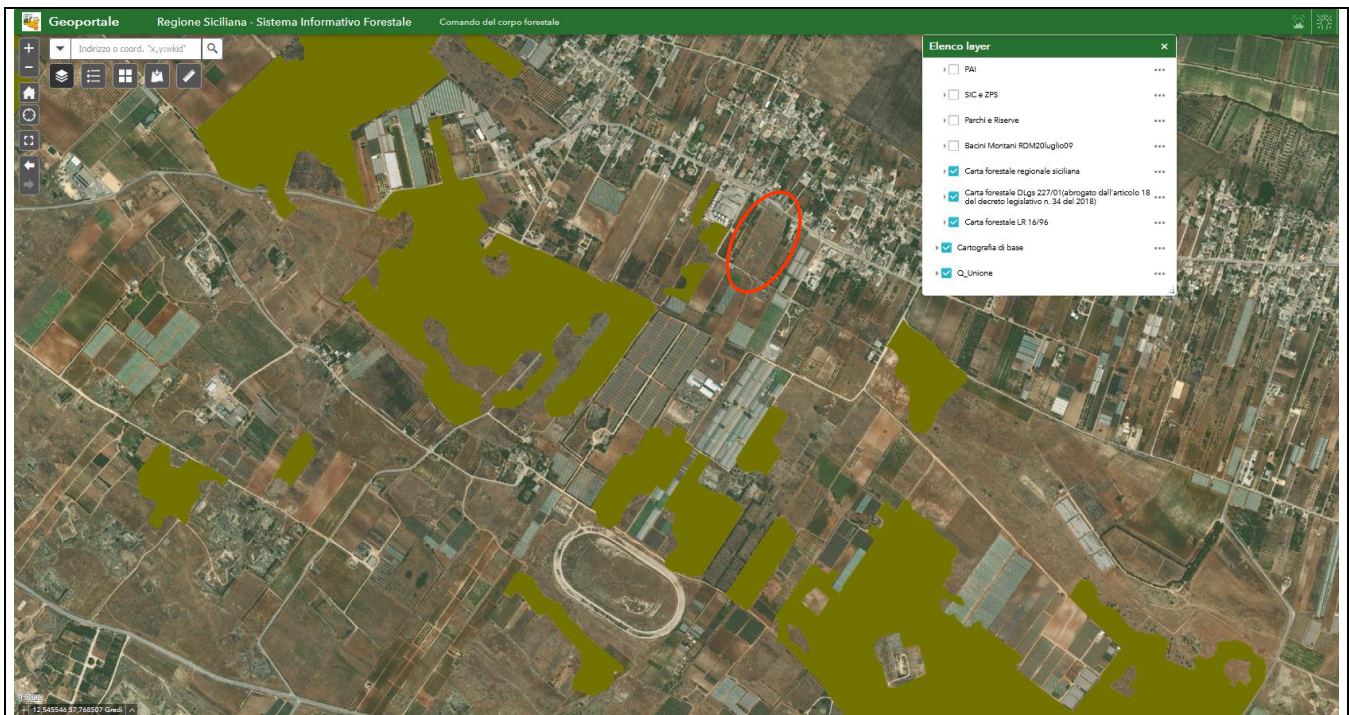 Geoportale
Regione Siciliana - Sistema Informativo Forestale
Comando del corpo forestale
+
Indirizzo o coord. "x,y:wkid"
-
Elenco layer
×
PAI
SIC e ZPS
Parchi e Riserve
Bacini Montani RDM20luglio09
Carta forestale regionale siciliana
Carta forestale DLgs 227/01(abrogato dall'articolo 18
del decreto legislativo n. 34 del 2018)
Carta forestale LR 16/96
Cartografia di base
Q_Unione
12,545546 37,768507 Gradi